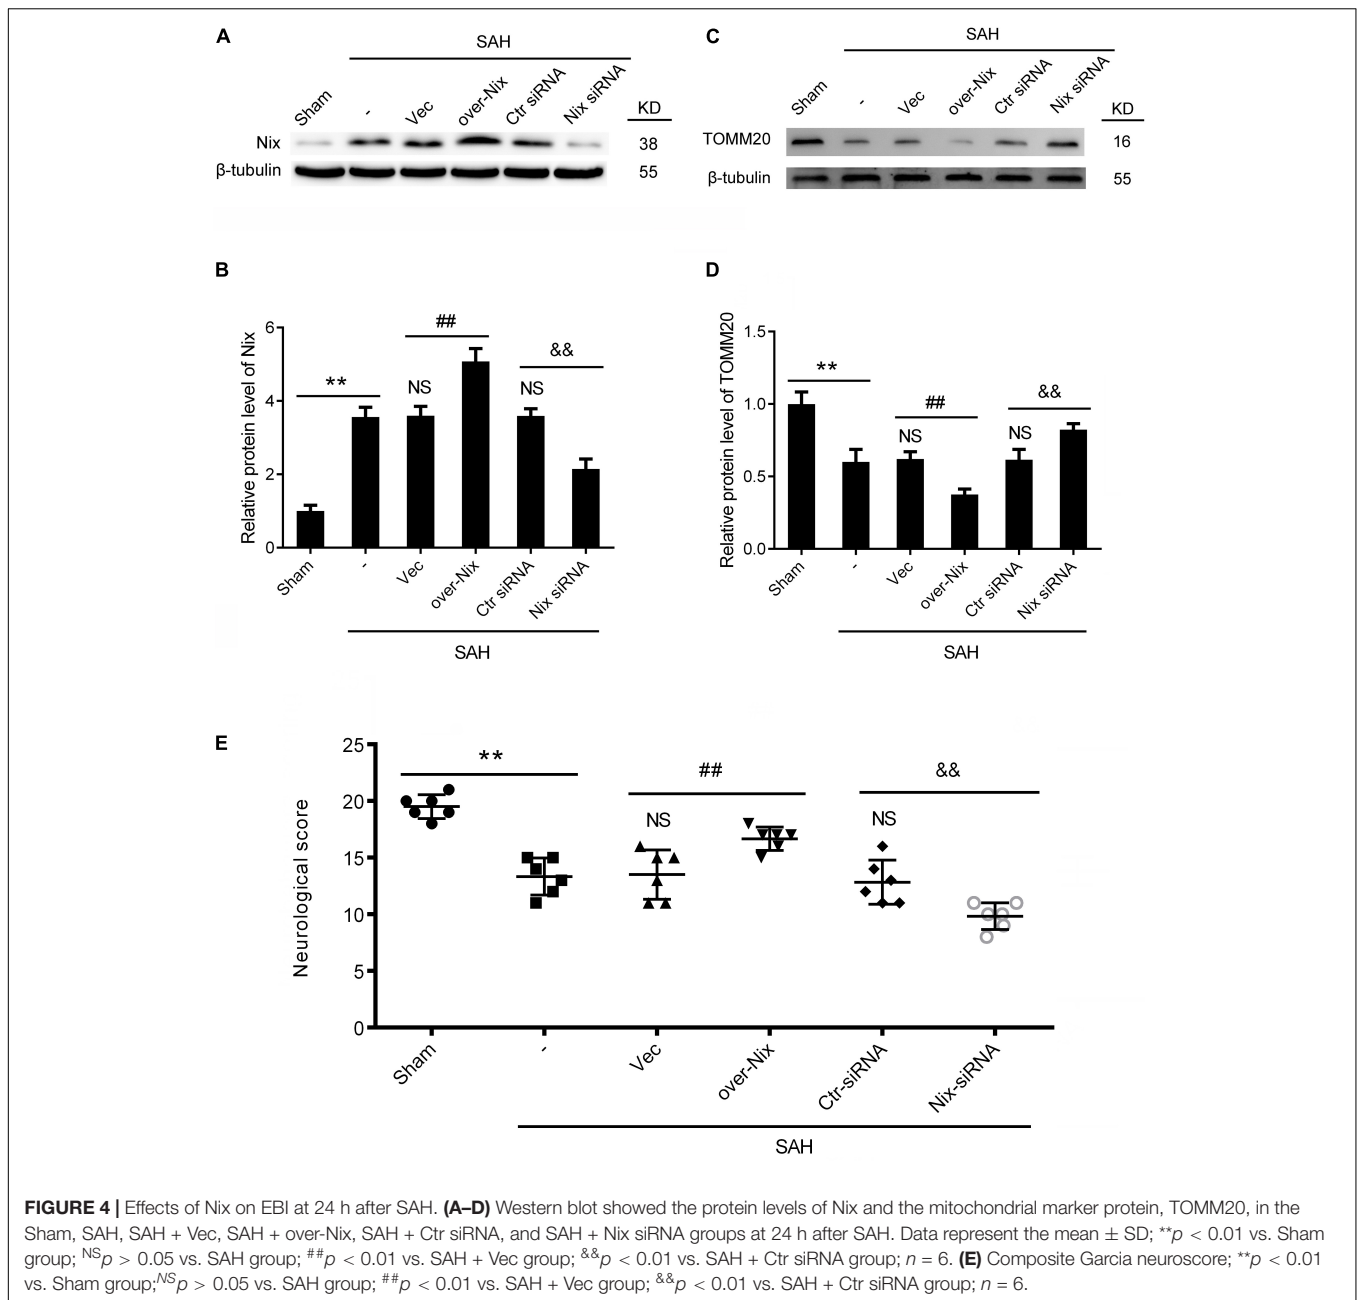 A
SAH
Sham
-
Vec
over-Nix
Ctr siRNA
Nix siRNA
KD
Nix
38
β-tubulin
55
C
SAH
Sham
-
Vec
over-Nix
Ctr siRNA
Nix siRNA
KD
TOMM20
16
β-tubulin
55
B
Relative protein level of Nix
6
4
2
0
**
NS
##
NS
&&
Sham
-
Vec
over-Nix
Ctr siRNA
Nix siRNA
SAH
D
Relative protein level of TOMM20
1.5
1.0
0.5
0.0
**
NS
##
NS
&&
Sham
-
Vec
over-Nix
Ctr siRNA
Nix siRNA
SAH
E
Neurological score
25
20
15
10
5
0
**
NS
##
NS
&&
Sham
-
Vec
over-Nix
Ctr-siRNA
Nix-siRNA
SAH
FIGURE 4 | Effects of Nix on EBI at 24 h after SAH. (A–D) Western blot showed the protein levels of Nix and the mitochondrial marker protein, TOMM20, in the
Sham, SAH, SAH + Vec, SAH + over-Nix, SAH + Ctr siRNA, and SAH + Nix siRNA groups at 24 h after SAH. Data represent the mean ± SD; **p < 0.01 vs. Sham
group; NSp > 0.05 vs. SAH group; ##p < 0.01 vs. SAH + Vec group; &&p < 0.01 vs. SAH + Ctr siRNA group; n = 6. (E) Composite Garcia neuroscore; **p < 0.01
vs. Sham group;NSp > 0.05 vs. SAH group; ##p < 0.01 vs. SAH + Vec group; &&p < 0.01 vs. SAH + Ctr siRNA group; n = 6.